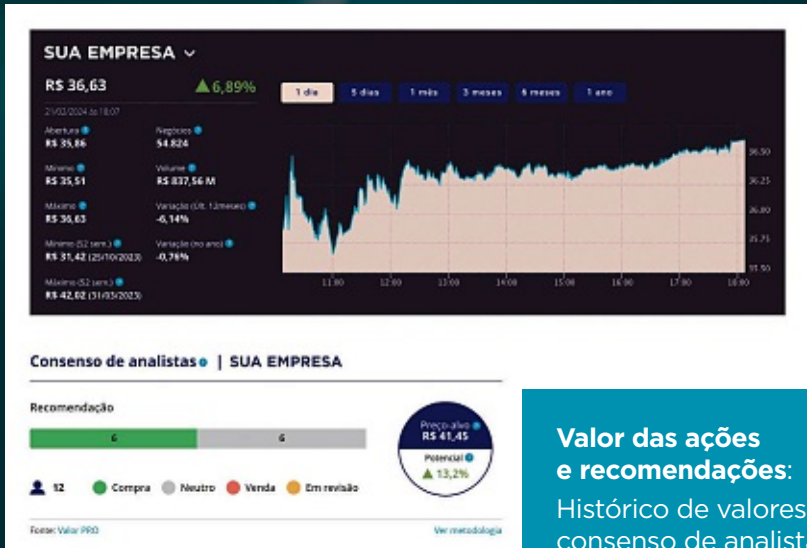 SUA EMPRESA
R$ 36,63 6,89%
21/02/2024 às 18:07
1 dia 5 dias 1 mês 3 meses 6 meses 1 ano
Abertura Negócios
R$ 35,86 54.824
Mínimo Volume
R$ 35,51 R$ 837,56 M
Máximo Variação (Últ. 12meses)
R$ 36,63 -6,14%
Mínimo (52 sem.) Variação (no ano)
R$ 31,42 (25/10/2023) -0,76%
Máximo (52 sem.)
R$ 42,02 (31/03/2023)
36.50
36.25
36.00
35.75
35.50
11:00 12:00 13:00 14:00 15:00 16:00 17:00 18:00
Consenso de analistas | SUA EMPRESA
Recomendação
6 6
12 Compra Neutro Venda Em revisão
Preço-alvo
R$ 41,45
Potencial
13,2%
Fonte: Valor PRO Ver metodologia
Valor das ações
e recomendações:
Histórico de valores
consenso de analist